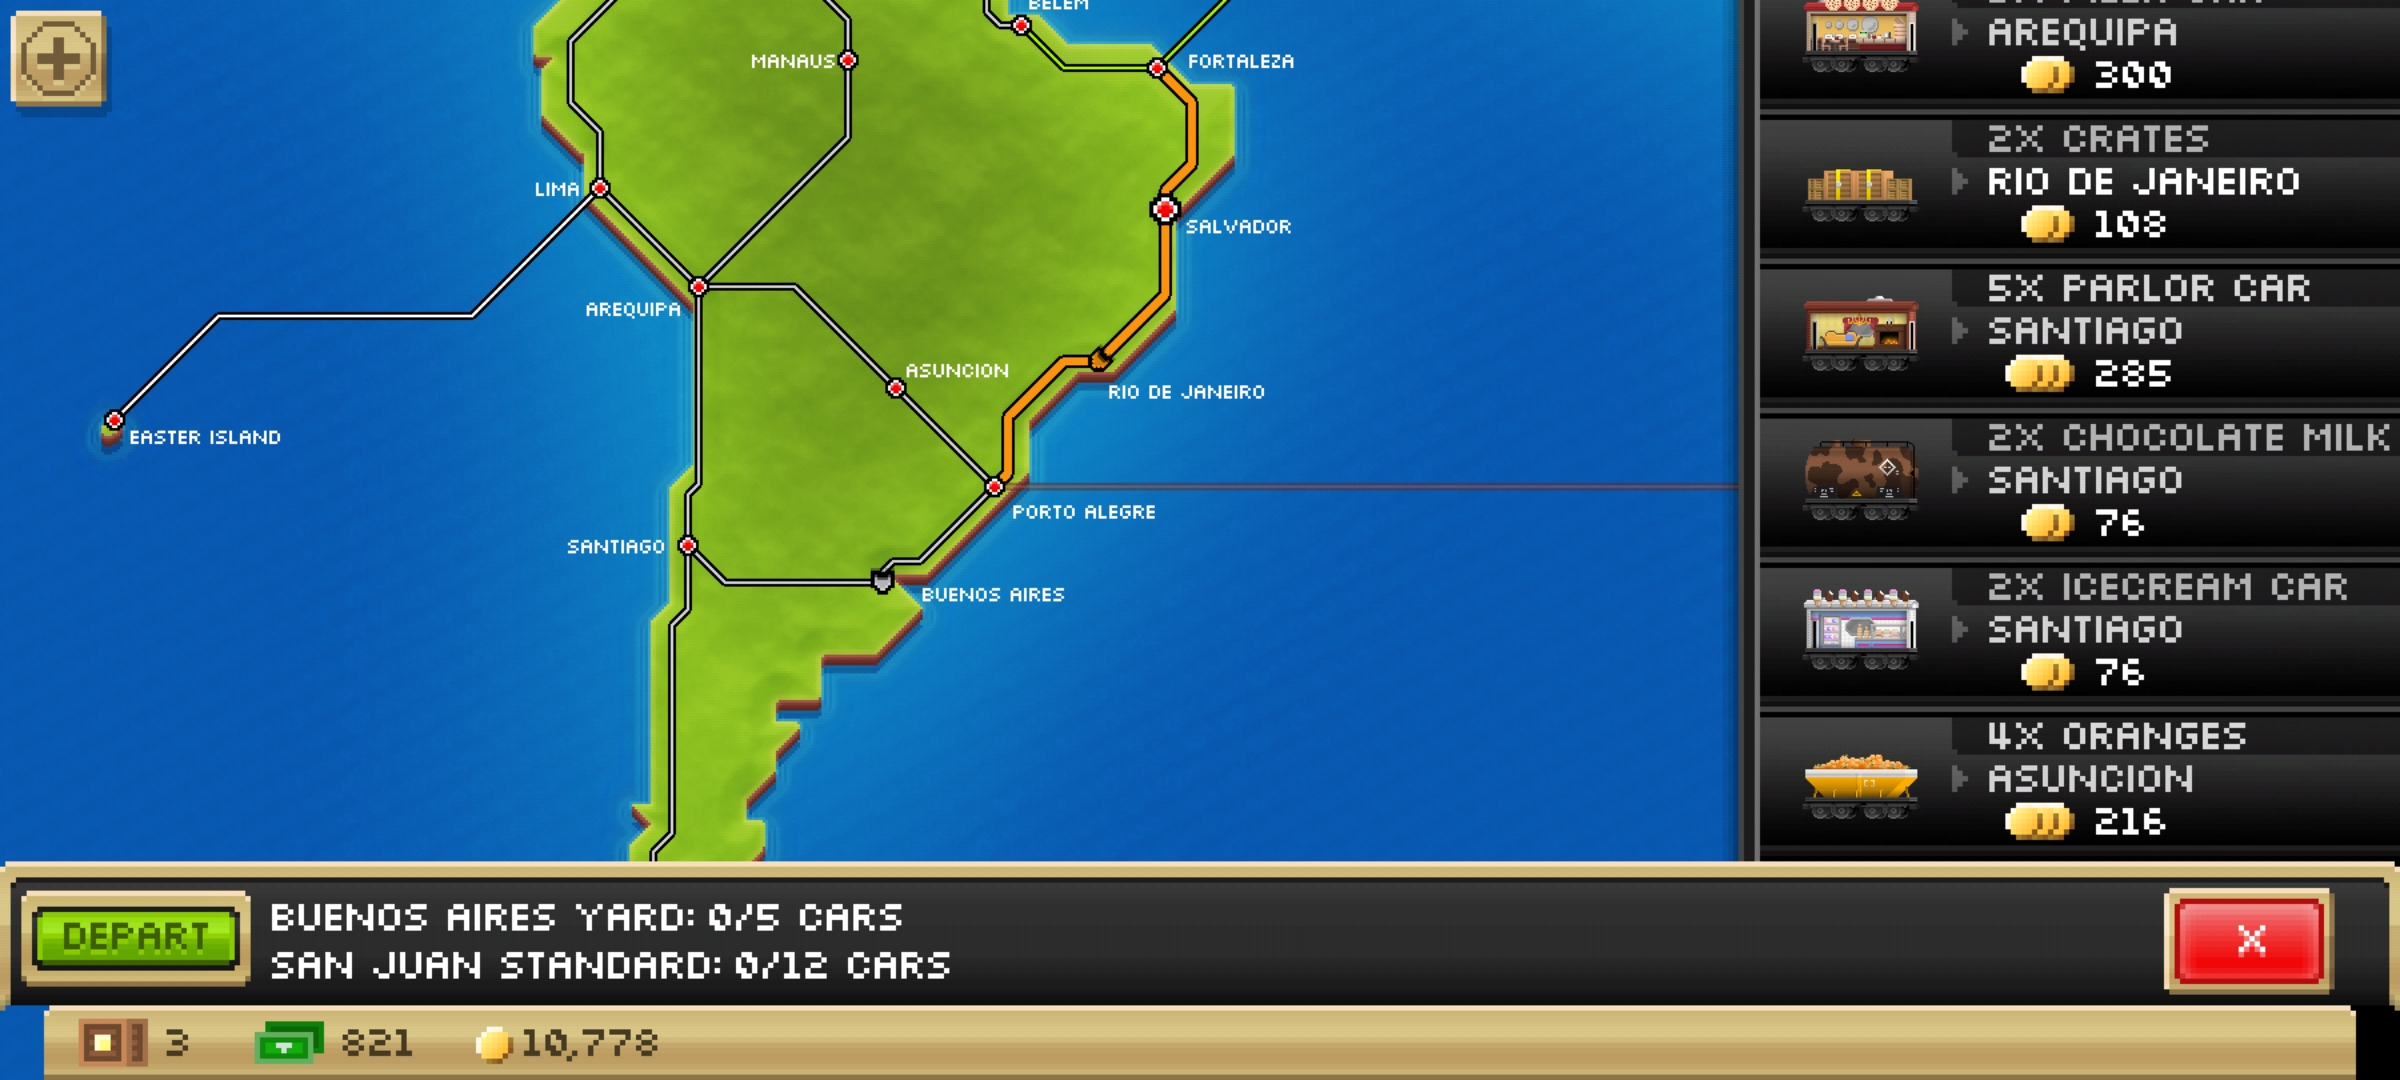 BELEM
MANAUS
FORTALEZA
LIMA
SALVADOR
AREQUIPA
ASUNCION
RIO DE JANEIRO
EASTER ISLAND
PORTO ALEGRE
SANTIAGO
BUENOS AIRES
AREQUIPA
300
2X CRATES
RIO DE JANEIRO
108
5X PARLOR CAR
SANTIAGO
285
2X CHOCOLATE MILK
SANTIAGO
76
2X ICECREAM CAR
SANTIAGO
76
4X ORANGES
ASUNCION
216
DEPART
BUENOS AIRES YARD: 0/5 CARS
SAN JUAN STANDARD: 0/12 CARS
X
3
821
10,778